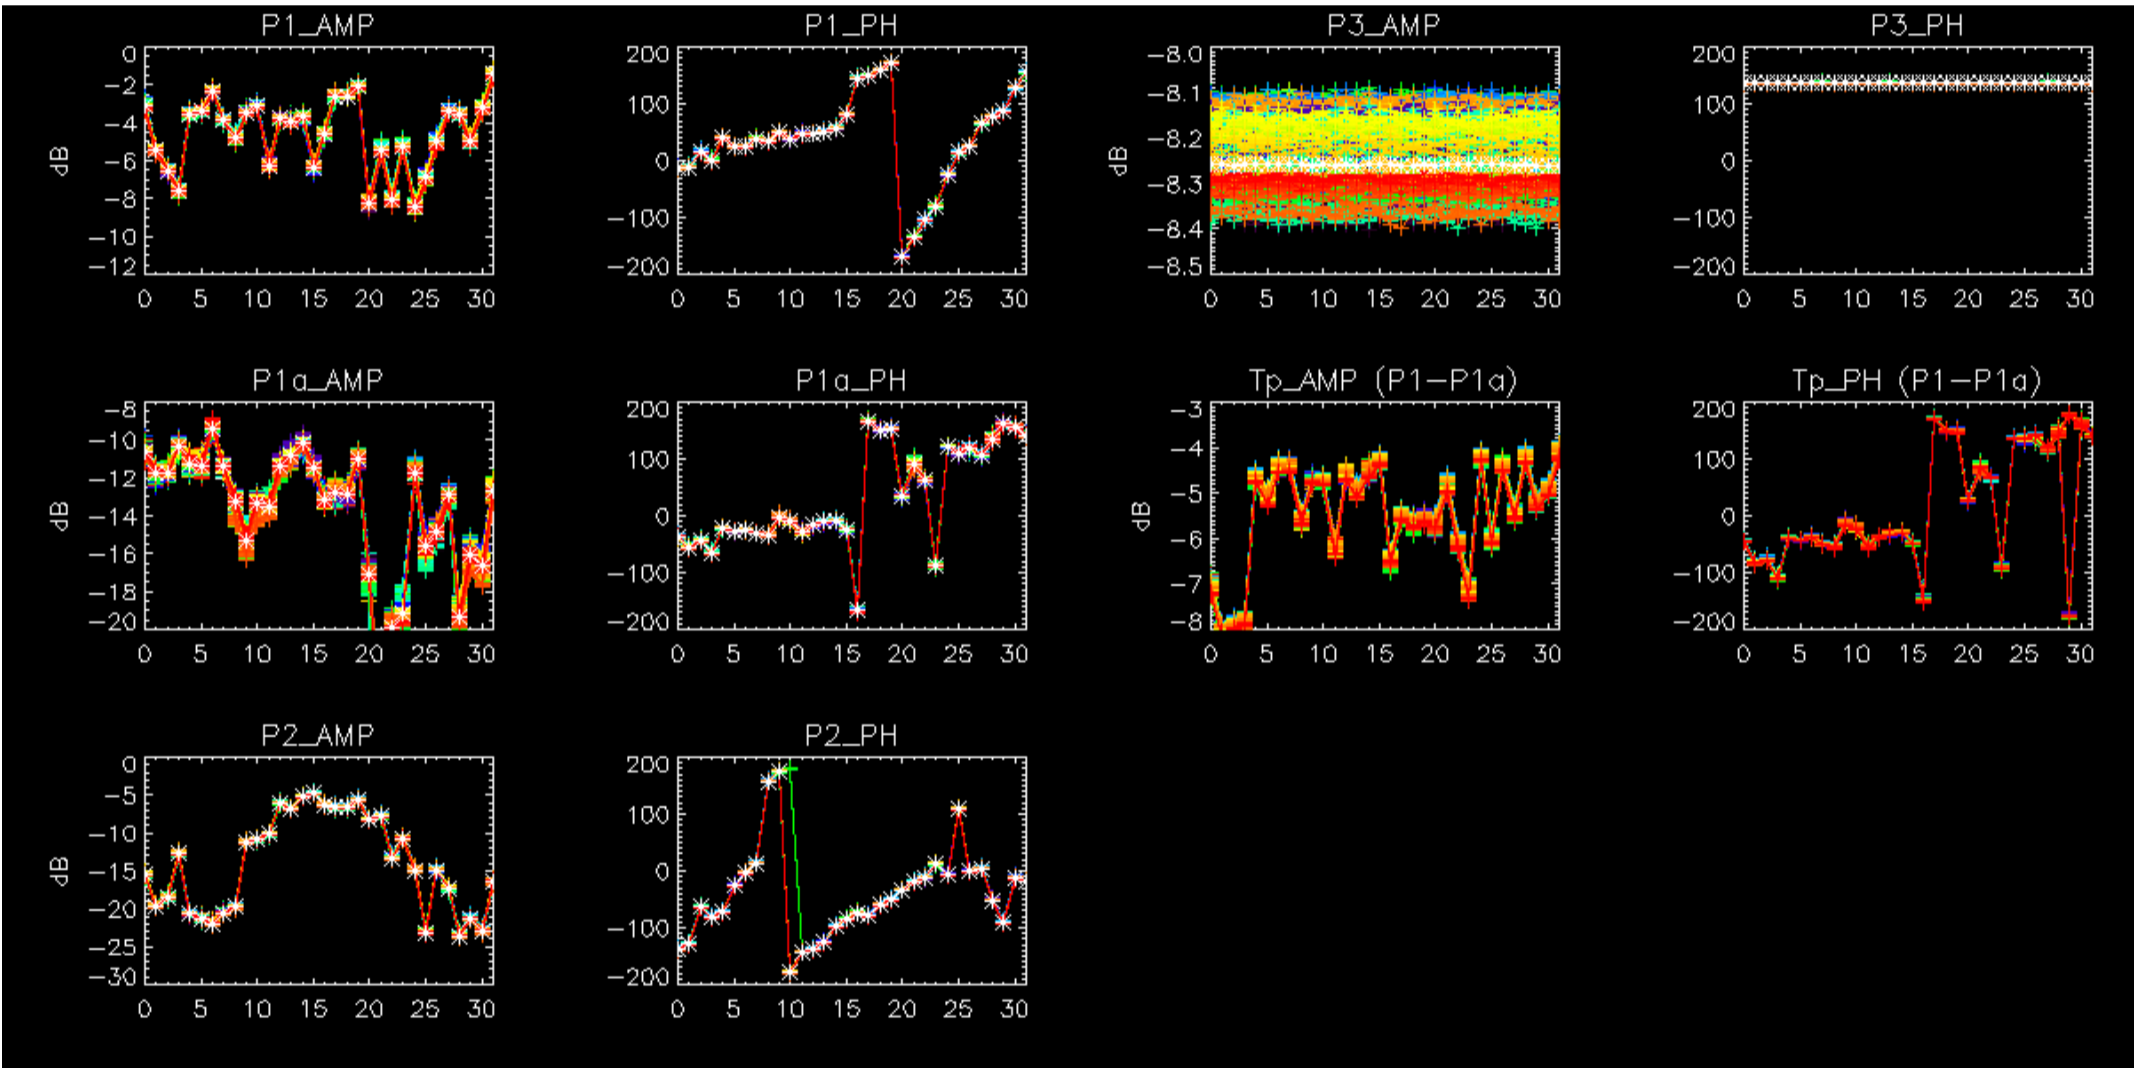 P1_AMP
0
−2
−4
−6
−8
−10
−12
dB
0 5 10 15 20 25 30
P1_PH
200
100
0
−100
−200
0 5 10 15 20 25 30
P3_AMP
−8.0
−8.1
−8.2
−8.3
−8.4
−8.5
dB
0 5 10 15 20 25 30
P3_PH
200
100
0
−100
−200
0 5 10 15 20 25 30
P1a_AMP
−8
−10
−12
−14
−16
−18
−20
dB
0 5 10 15 20 25 30
P1a_PH
200
100
0
−100
−200
0 5 10 15 20 25 30
Tp_AMP (P1−P1a)
−3
−4
−5
−6
−7
−8
dB
0 5 10 15 20 25 30
Tp_PH (P1−P1a)
200
100
0
−100
−200
0 5 10 15 20 25 30
P2_AMP
0
−5
−10
−15
−20
−25
−30
dB
0 5 10 15 20 25 30
P2_PH
200
100
0
−100
−200
0 5 10 15 20 25 30